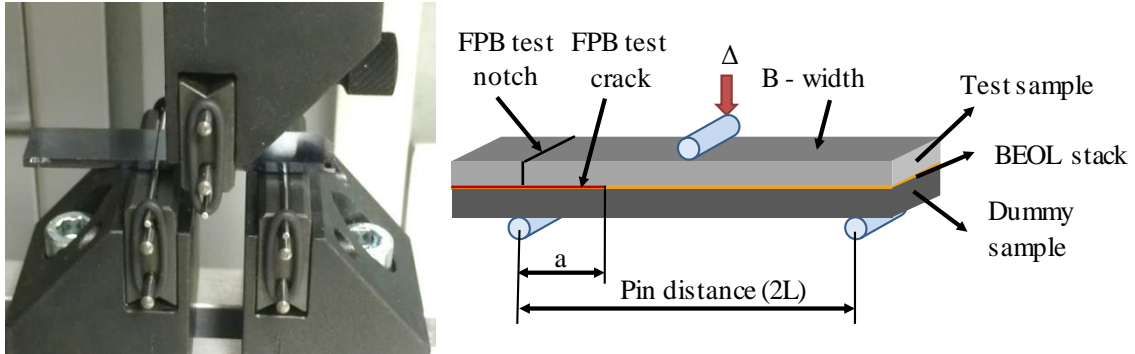 FPB test
notch
FPB test
crack
Δ
B - width
Test sample
BEOL stack
Dummy
sample
a
Pin distance (2L)